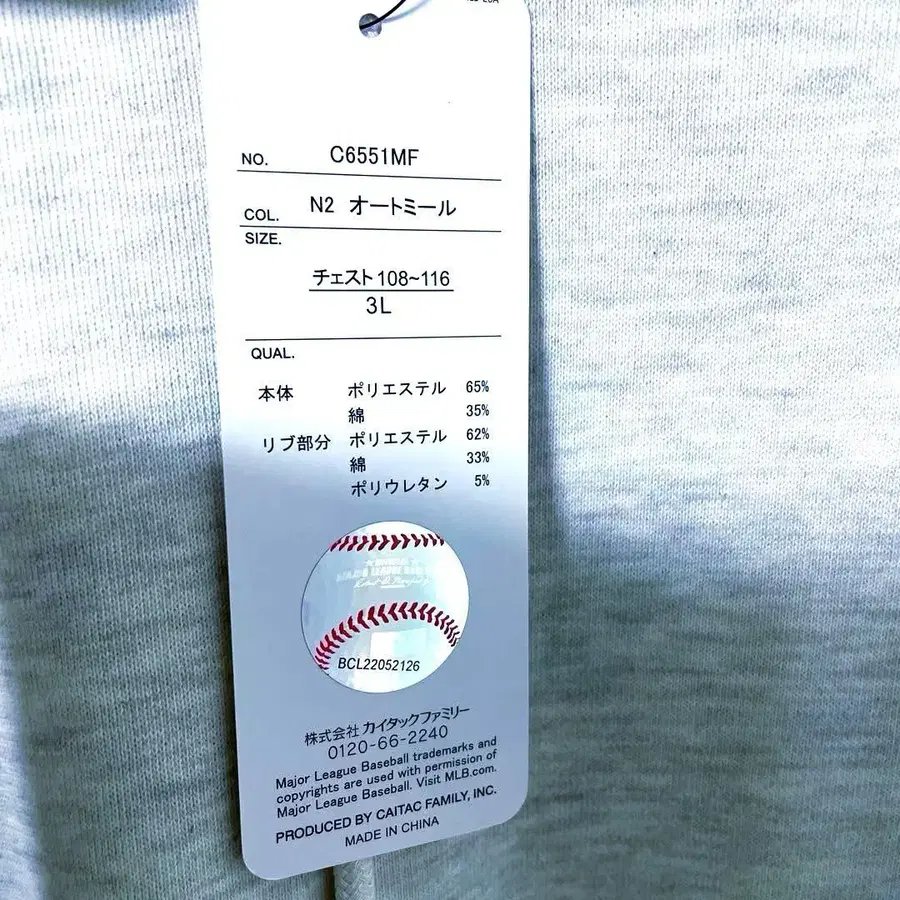 NO. C6551MF
COL. N2 オートミール
SIZE.
チェスト 108~116
3L
QUAL.
本体 ポリエステル 65%
綿 35%
リブ部分 ポリエステル 62%
綿 33%
ポリウレタン 5%
MAJOR LEAGUE
BCL22052126
株式会社 カイタックファミリー
0120-66-2240
Major League Baseball trademarks and
copyrights are used with permission of
Major League Baseball. Visit MLB.com.
PRODUCED BY CAITAC FAMILY, INC.
MADE IN CHINA